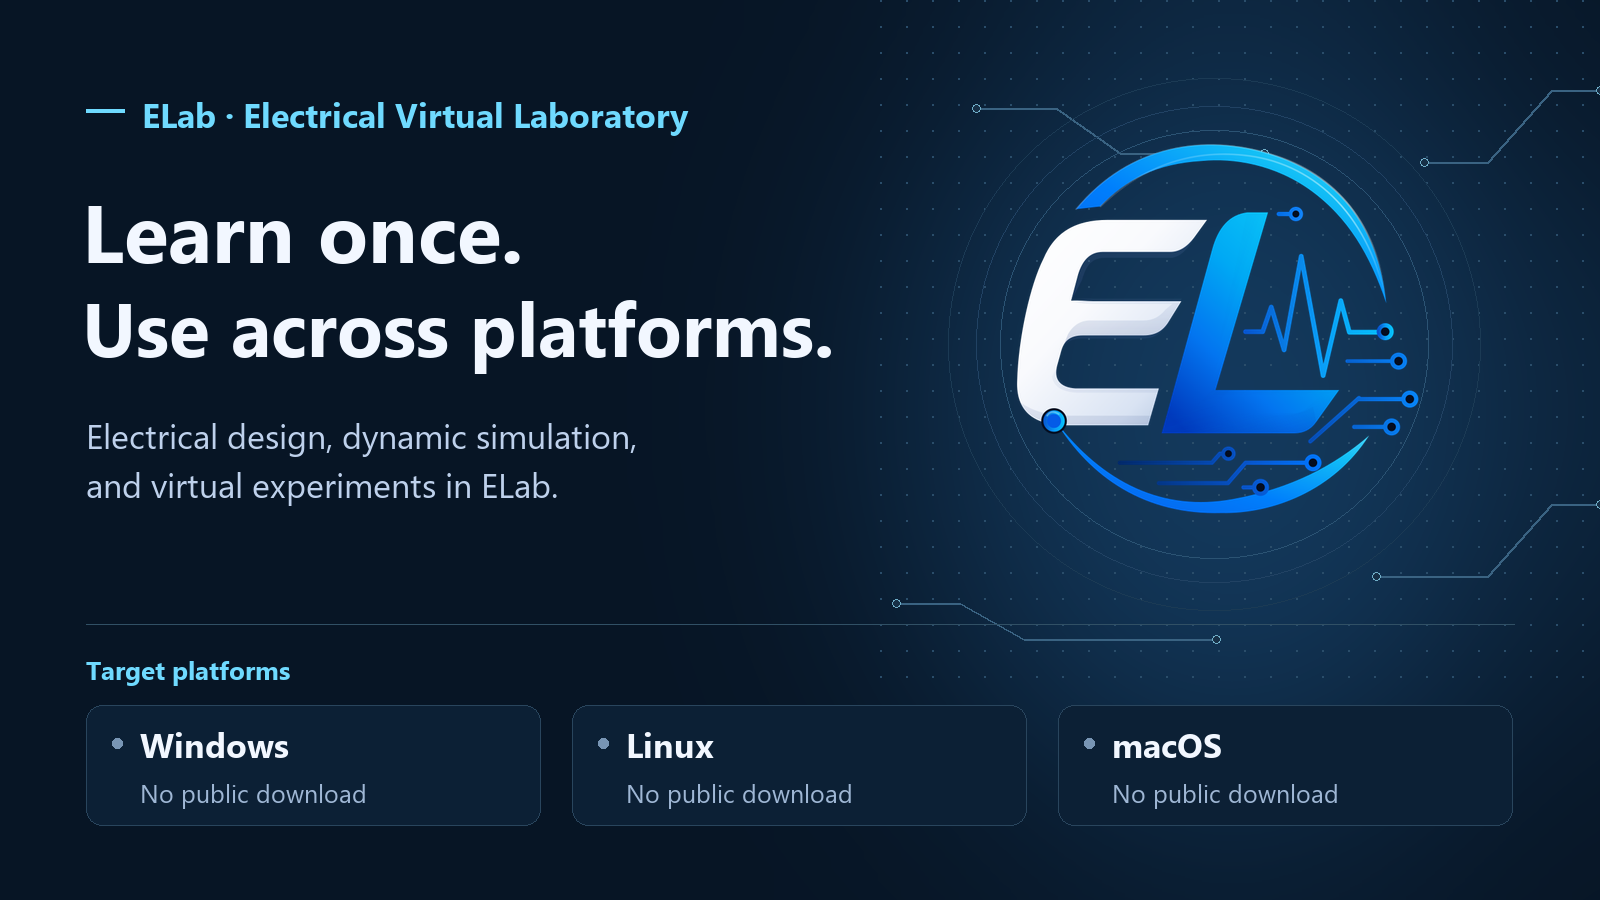 ELab · Electrical Virtual Laboratory
Learn once.
Use across platforms.
EL
Electrical design, dynamic simulation,
and virtual experiments in ELab.
Target platforms
Windows
No public download
Linux
No public download
macOS
No public download